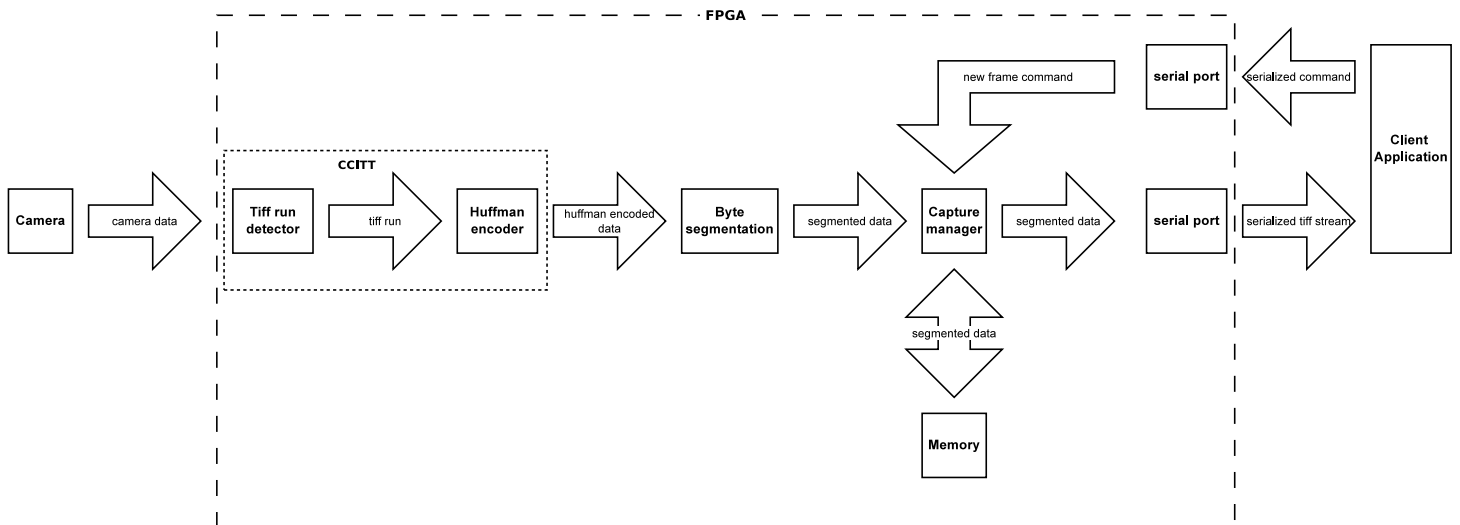 FPGA
new frame command
serial port
serialized command
Client
Application
CCITT
Camera
camera data
Tiff run
detector
tiff run
Huffman
encoder
huffman encoded
data
Byte
segmentation
segmented data
Capture
manager
segmented data
serial port
serialized tiff stream
segmented data
Memory